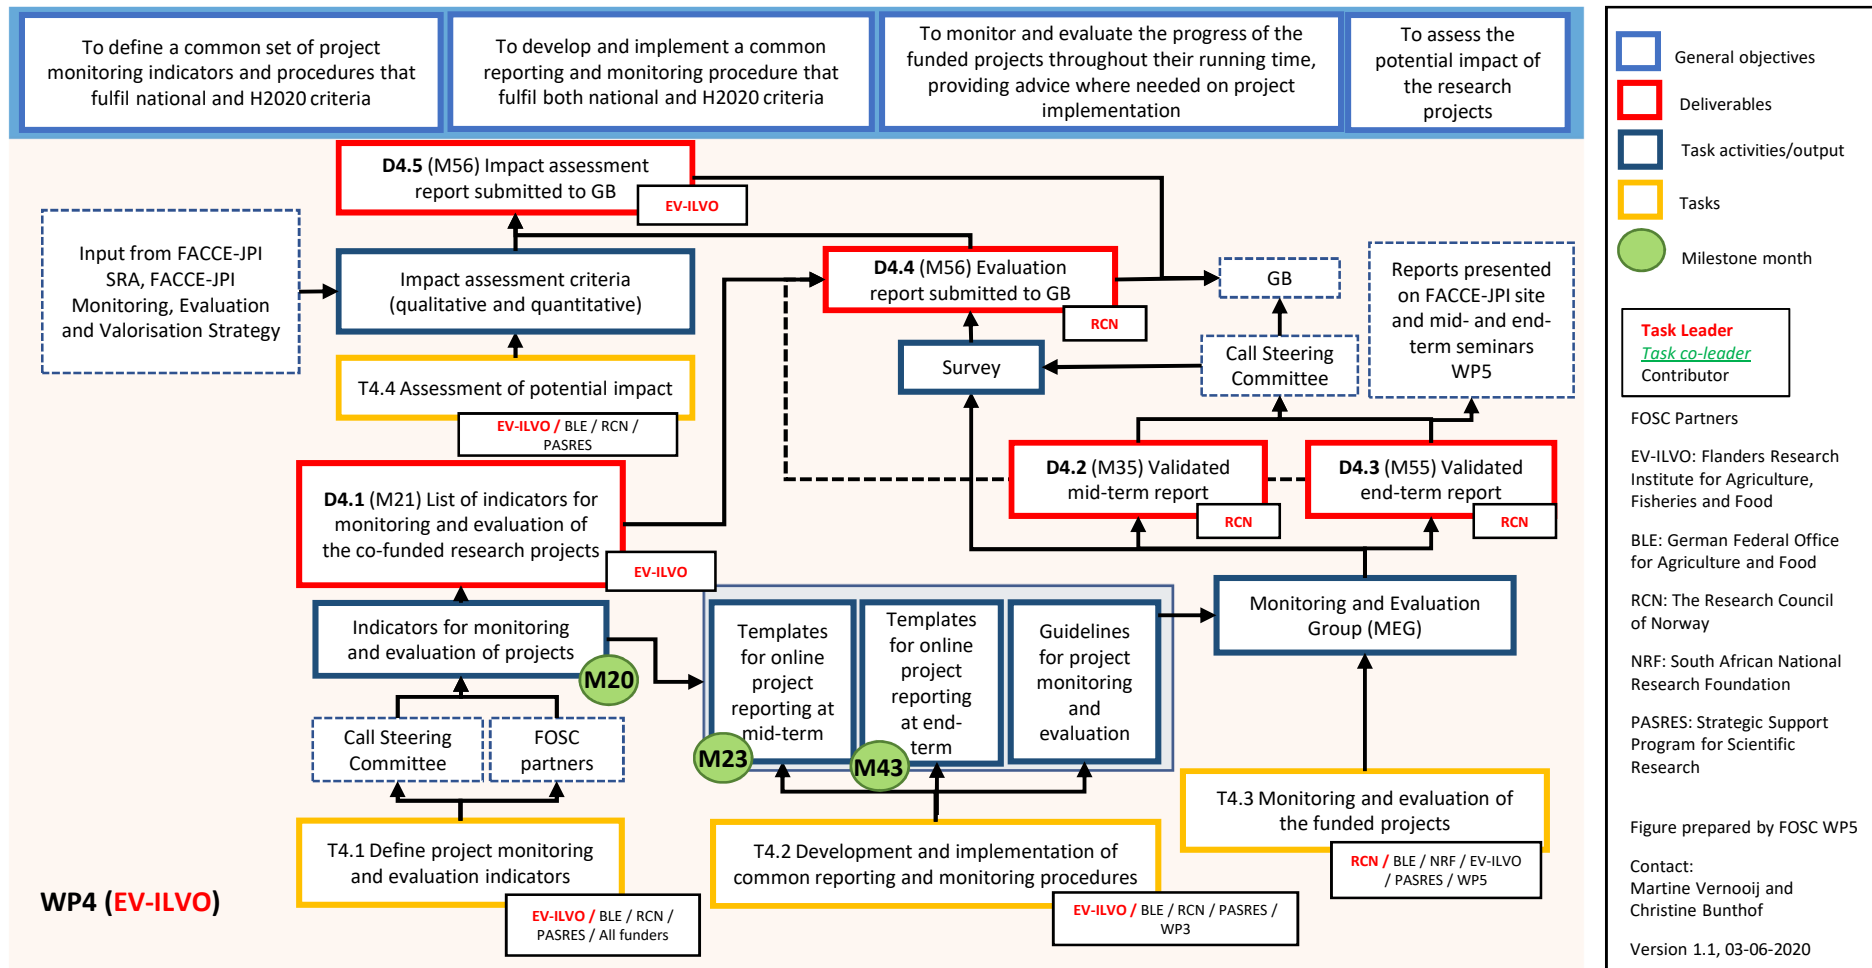 To define a common set of project
monitoring indicators and procedures that
fulfil national and H2020 criteria
To develop and implement a common
reporting and monitoring procedure that
fulfil both national and H2020 criteria
To monitor and evaluate the progress of the
funded projects throughout their running time,
providing advice where needed on project
implementation
To assess the
potential impact of
the research
projects
D4.5 (M56) Impact assessment
report submitted to GB
EV-ILVO
Input from FACCE-JPI
SRA, FACCE-JPI
Monitoring, Evaluation
and Valorisation Strategy
Impact assessment criteria
(qualitative and quantitative)
D4.4 (M56) Evaluation
report submitted to GB
RCN
GB
Reports presented
on FACCE-JPI site
and mid- and end-
term seminars
WP5
Survey
Call Steering
Committee
T4.4 Assessment of potential impact
EV-ILVO / BLE / RCN /
PASRES
D4.1 (M21) List of indicators for
monitoring and evaluation of
the co-funded research projects
EV-ILVO
D4.2 (M35) Validated
mid-term report
RCN
D4.3 (M55) Validated
end-term report
RCN
Indicators for monitoring
and evaluation of projects
M20
Templates
for online
project
reporting at
mid-term
M23
Templates
for online
project
reporting
at end-
term
M43
Guidelines
for project
monitoring
and
evaluation
Monitoring and Evaluation
Group (MEG)
Call Steering
Committee
FOSC
partners
T4.1 Define project monitoring
and evaluation indicators
EV-ILVO / BLE / RCN /
PASRES / All funders
T4.2 Development and implementation of
common reporting and monitoring procedures
EV-ILVO / BLE / RCN / PASRES /
WP3
T4.3 Monitoring and evaluation of
the funded projects
RCN / BLE / NRF / EV-ILVO
/ PASRES / WP5
WP4 (EV-ILVO)
General objectives
Deliverables
Task activities/output
Tasks
Milestone month
Task Leader
Task co-leader
Contributor
FOSC Partners
EV-ILVO: Flanders Research
Institute for Agriculture,
Fisheries and Food
BLE: German Federal Office
for Agriculture and Food
RCN: The Research Council
of Norway
NRF: South African National
Research Foundation
PASRES: Strategic Support
Program for Scientific
Research
Figure prepared by FOSC WP5
Contact:
Martine Vernooij and
Christine Bunthof
Version 1.1, 03-06-2020